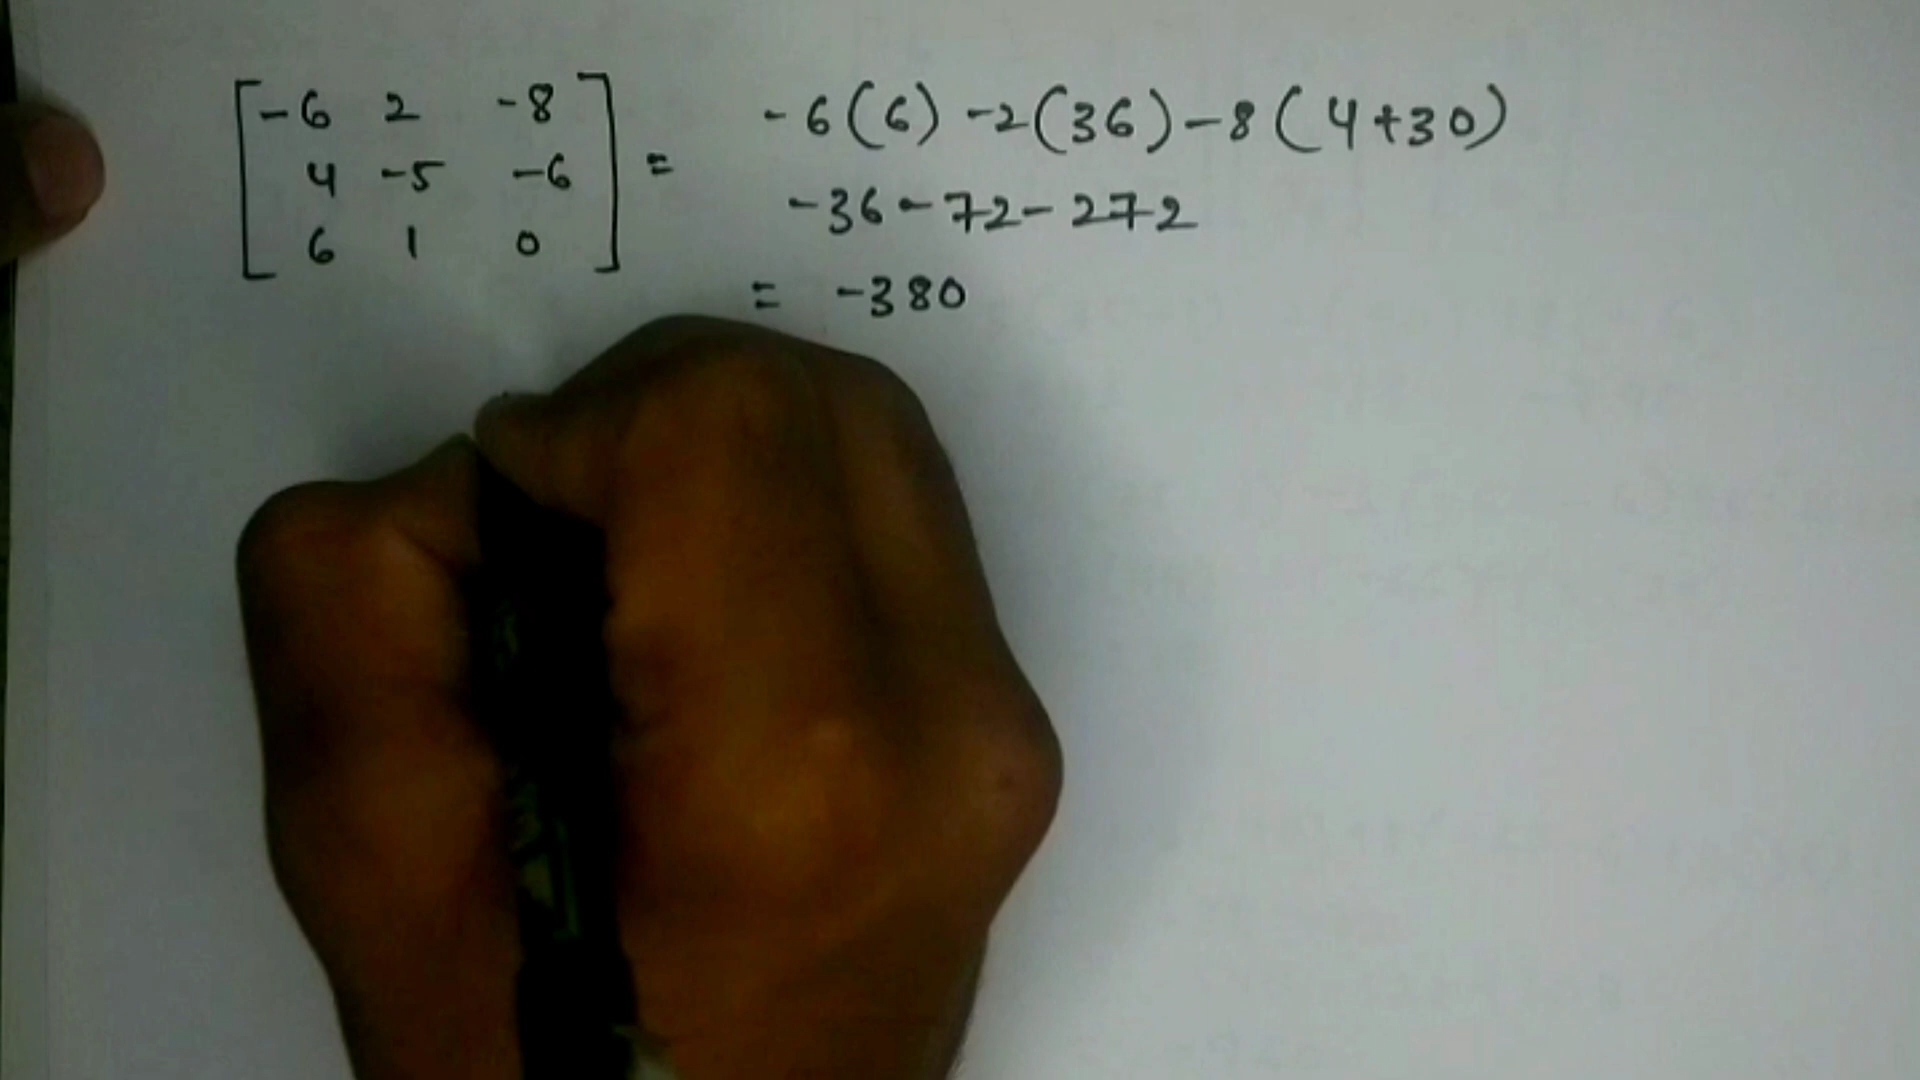 -6 2 -8
4 -5 -6
6 1 0
= -6(6) -2(36) -8(4+30)
-36 - 72 - 272
= -380